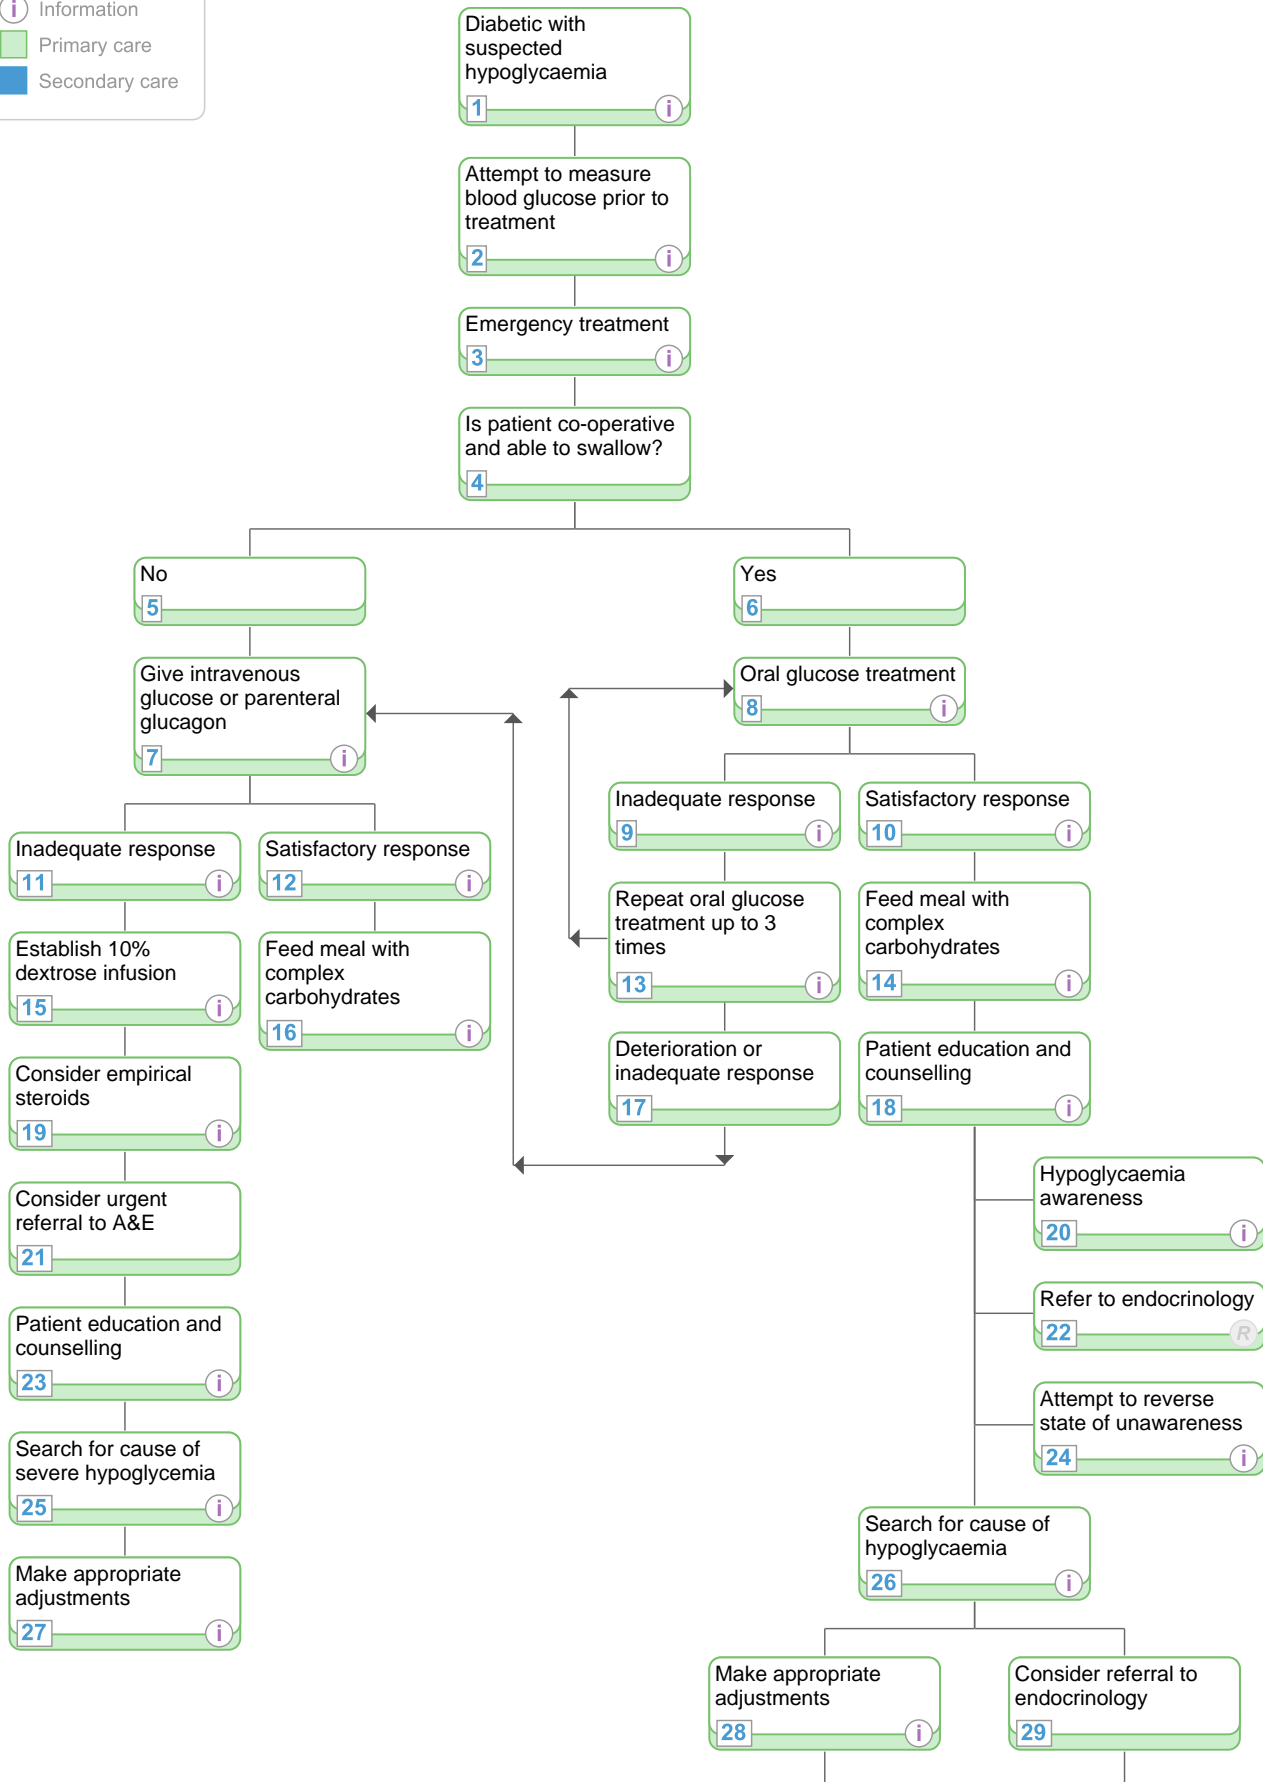 i Information
Primary care
Secondary care
Diabetic with
suspected
hypoglycaemia
1 i
Attempt to measure
blood glucose prior to
treatment
2 i
Emergency treatment
3 i
Is patient co-operative
and able to swallow?
4
No
5
Yes
6
Give intravenous
glucose or parenteral
glucagon
7 i
Oral glucose treatment
8 i
Inadequate response
9 i
Satisfactory response
10 i
Inadequate response
11 i
Satisfactory response
12 i
Repeat oral glucose
treatment up to 3
times
13 i
Feed meal with
complex
carbohydrates
14 i
Establish 10%
dextrose infusion
15 i
Feed meal with
complex
carbohydrates
16 i
Deterioration or
inadequate response
17
Patient education and
counselling
18 i
Consider empirical
steroids
19 i
Hypoglycaemia
awareness
20 i
Consider urgent
referral to A&E
21
Refer to endocrinology
22 R
Patient education and
counselling
23 i
Attempt to reverse
state of unawareness
24 i
Search for cause of
severe hypoglycemia
25 i
Search for cause of
hypoglycaemia
26 i
Make appropriate
adjustments
27 i
Make appropriate
adjustments
28 i
Consider referral to
endocrinology
29